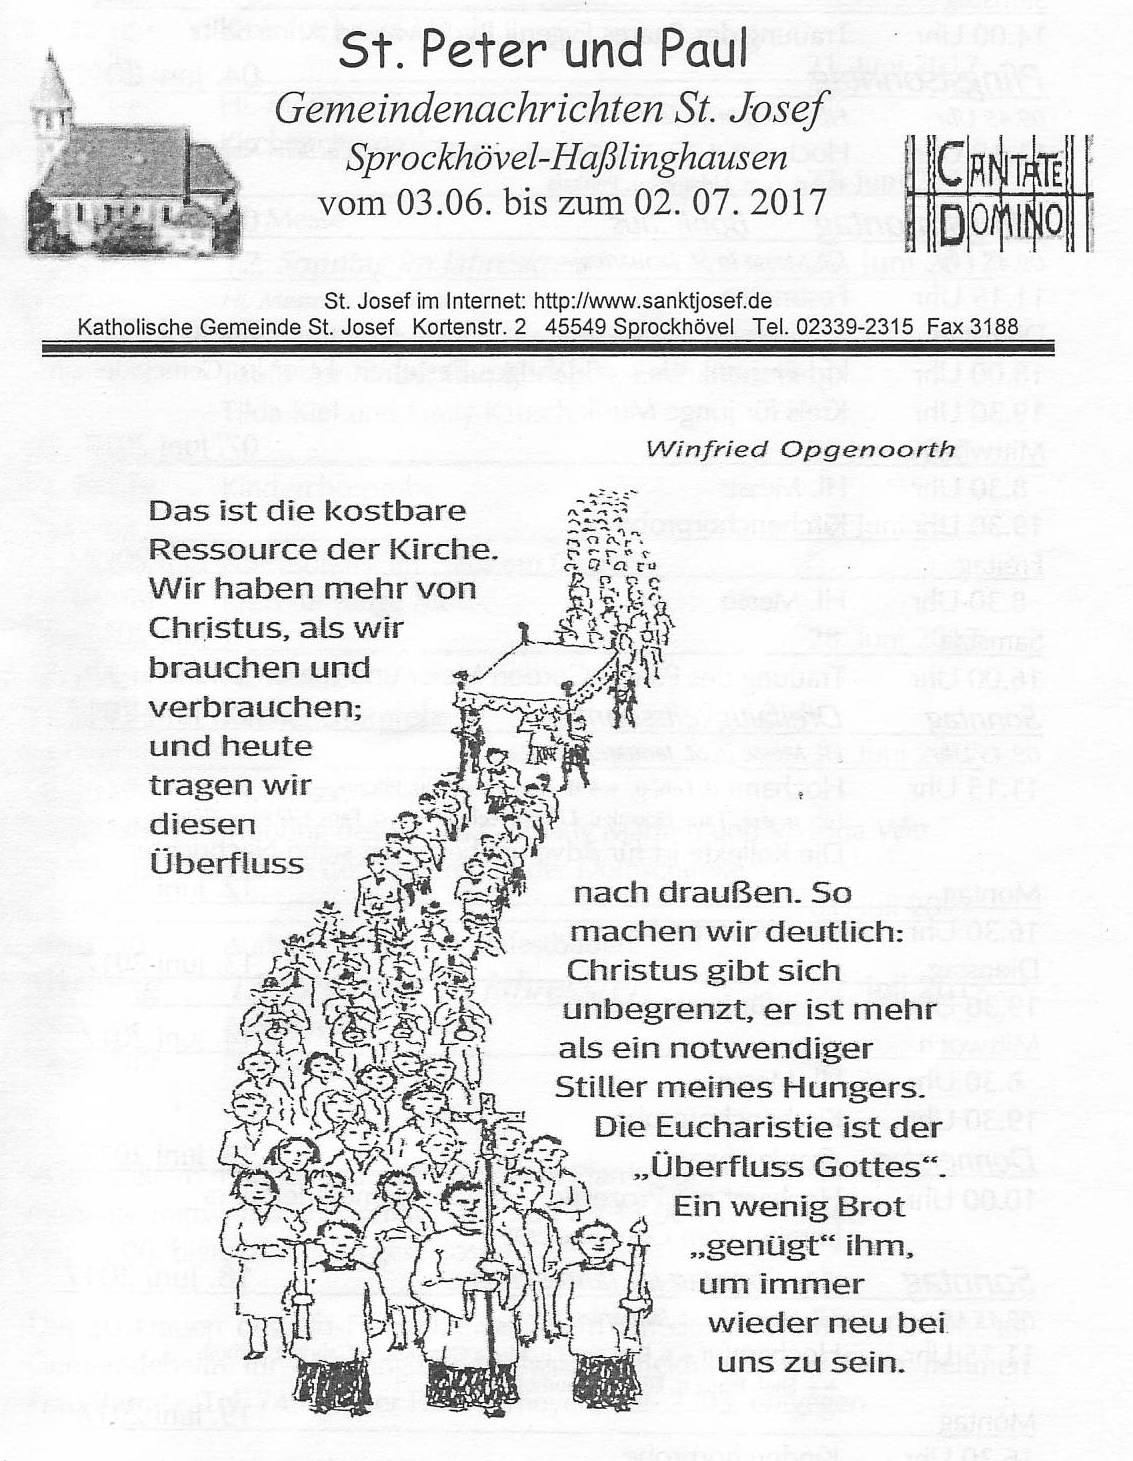 St. Peter und Paul
Gemeindenachrichten St. Josef
Sprockhövel-Haßlinghausen
vom 03.06. bis zum 02. 07. 2017
CANTATE
DOMINO
St. Josef im Internet: http://www.sanktjosef.de
Katholische Gemeinde St. Josef Kortenstr. 2 45549 Sprockhövel Tel. 02339-2315 Fax 3188
Winfried Opgenoorth
Das ist die kostbare
Ressource der Kirche.
Wir haben mehr von
Christus, als wir
brauchen und
verbrauchen;
und heute
tragen wir
diesen
Überfluss
nach draußen. So
machen wir deutlich:
Christus gibt sich
unbegrenzt, er ist mehr
als ein notwendiger
Stiller meines Hungers.
Die Eucharistie ist der
„Überfluss Gottes“.
Ein wenig Brot
„genügt“ ihm,
um immer
wieder neu bei
uns zu sein.